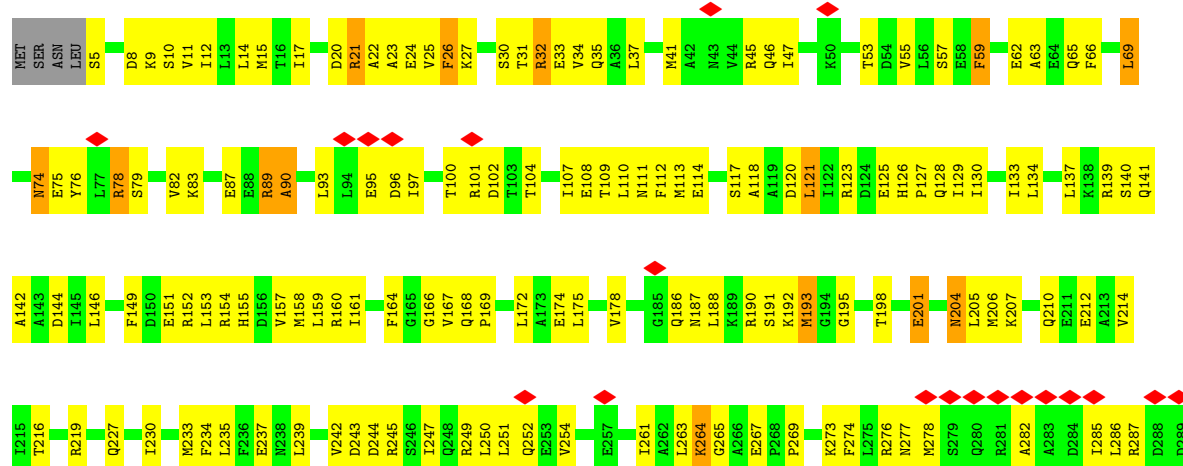 MET SER ASN LEU S5 D8 K9 S10 V11 I12 L13 L14 M15 T16 I17 D20 R21 A22 A23 E24 V25 F26 K27 S30 T31 R32 E33 V34 Q35 A36 L37 M41 A42 N43 V44 R45 Q46 I47 K50 T53 D54 V55 L56 S57 E58 F59 E62 A63 E64 Q65 F66 L69
N74 E75 Y76 L77 R78 S79 V82 K83 E87 E88 R89 A90 L93 L94 E95 D96 I97 T100 R101 D102 T103 T104 I107 E108 T109 L110 N111 F112 M113 E114 S117 A118 A119 D120 L121 I122 R123 D124 E125 H126 P127 Q128 I129 I130 I133 L134 L137 K138 R139 S140 Q141
A142 A143 D144 I145 L146 F149 D150 E151 R152 L153 R154 H155 D156 V157 M158 L159 R160 I161 F164 G165 G166 V167 Q168 P169 L172 A173 E174 L175 V178 G185 Q186 N187 L188 K189 R190 S191 K192 M193 G194 G195 T198 E201 N204 L205 M206 K207 Q210 E211 E212 A213 V214
I215 T216 R219 Q227 I230 M233 F234 L235 F236 E237 N238 L239 V242 D243 D244 R245 S246 I247 Q248 R249 L250 L251 Q252 E253 V254 E257 I261 A262 L263 K264 G265 A266 E267 P268 P269 K273 F274 L275 R276 N277 M278 S279 Q280 R281 A282 A283 D284 I285 L286 R287 D288 D289